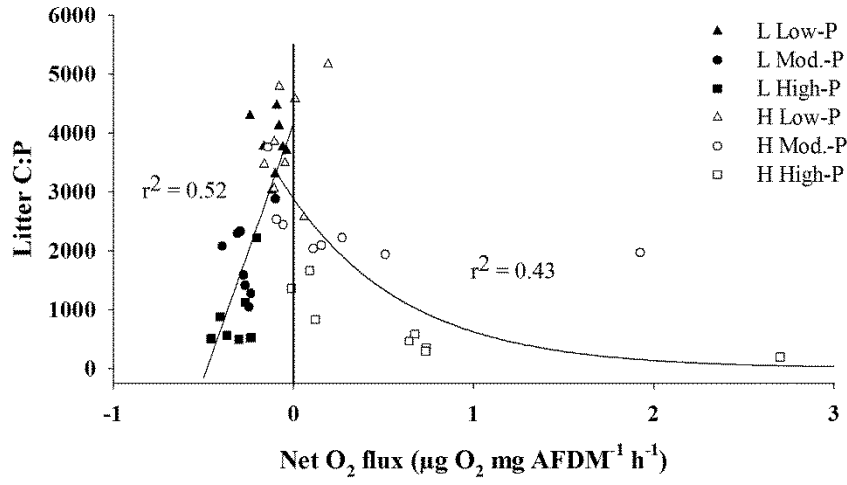 6000
5000
4000
3000
2000
1000
0
Litter C:P
r² = 0.52
r² = 0.43
L Low-P
L Mod.-P
L High-P
H Low-P
H Mod.-P
H High-P
-1 0 1 2 3
Net O₂ flux (µg O₂ mg AFDM⁻¹ h⁻¹)